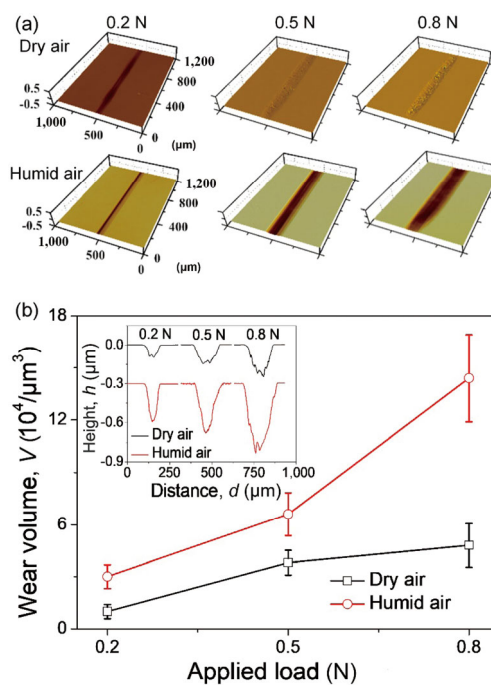 (a) 0.2 N 0.5 N 0.8 N
Dry air
1,200
800
0.5
-0.5
400
1,000
500
0 (μm)
0
Humid air
1,200
800
0.5
-0.5
400
1,000
500
0 (μm)
0
(b)
Wear volume, V (10⁴/μm³)
18
15
12
9
6
3
0
0.2 0.5 0.8
Applied load (N)
Dry air
Humid air
Height, h (μm)
0.0
-0.3
-0.6
-0.9
0.2 N 0.5 N 0.8 N
Dry air
Humid air
0 250 500 750 1,000
Distance, d (μm)